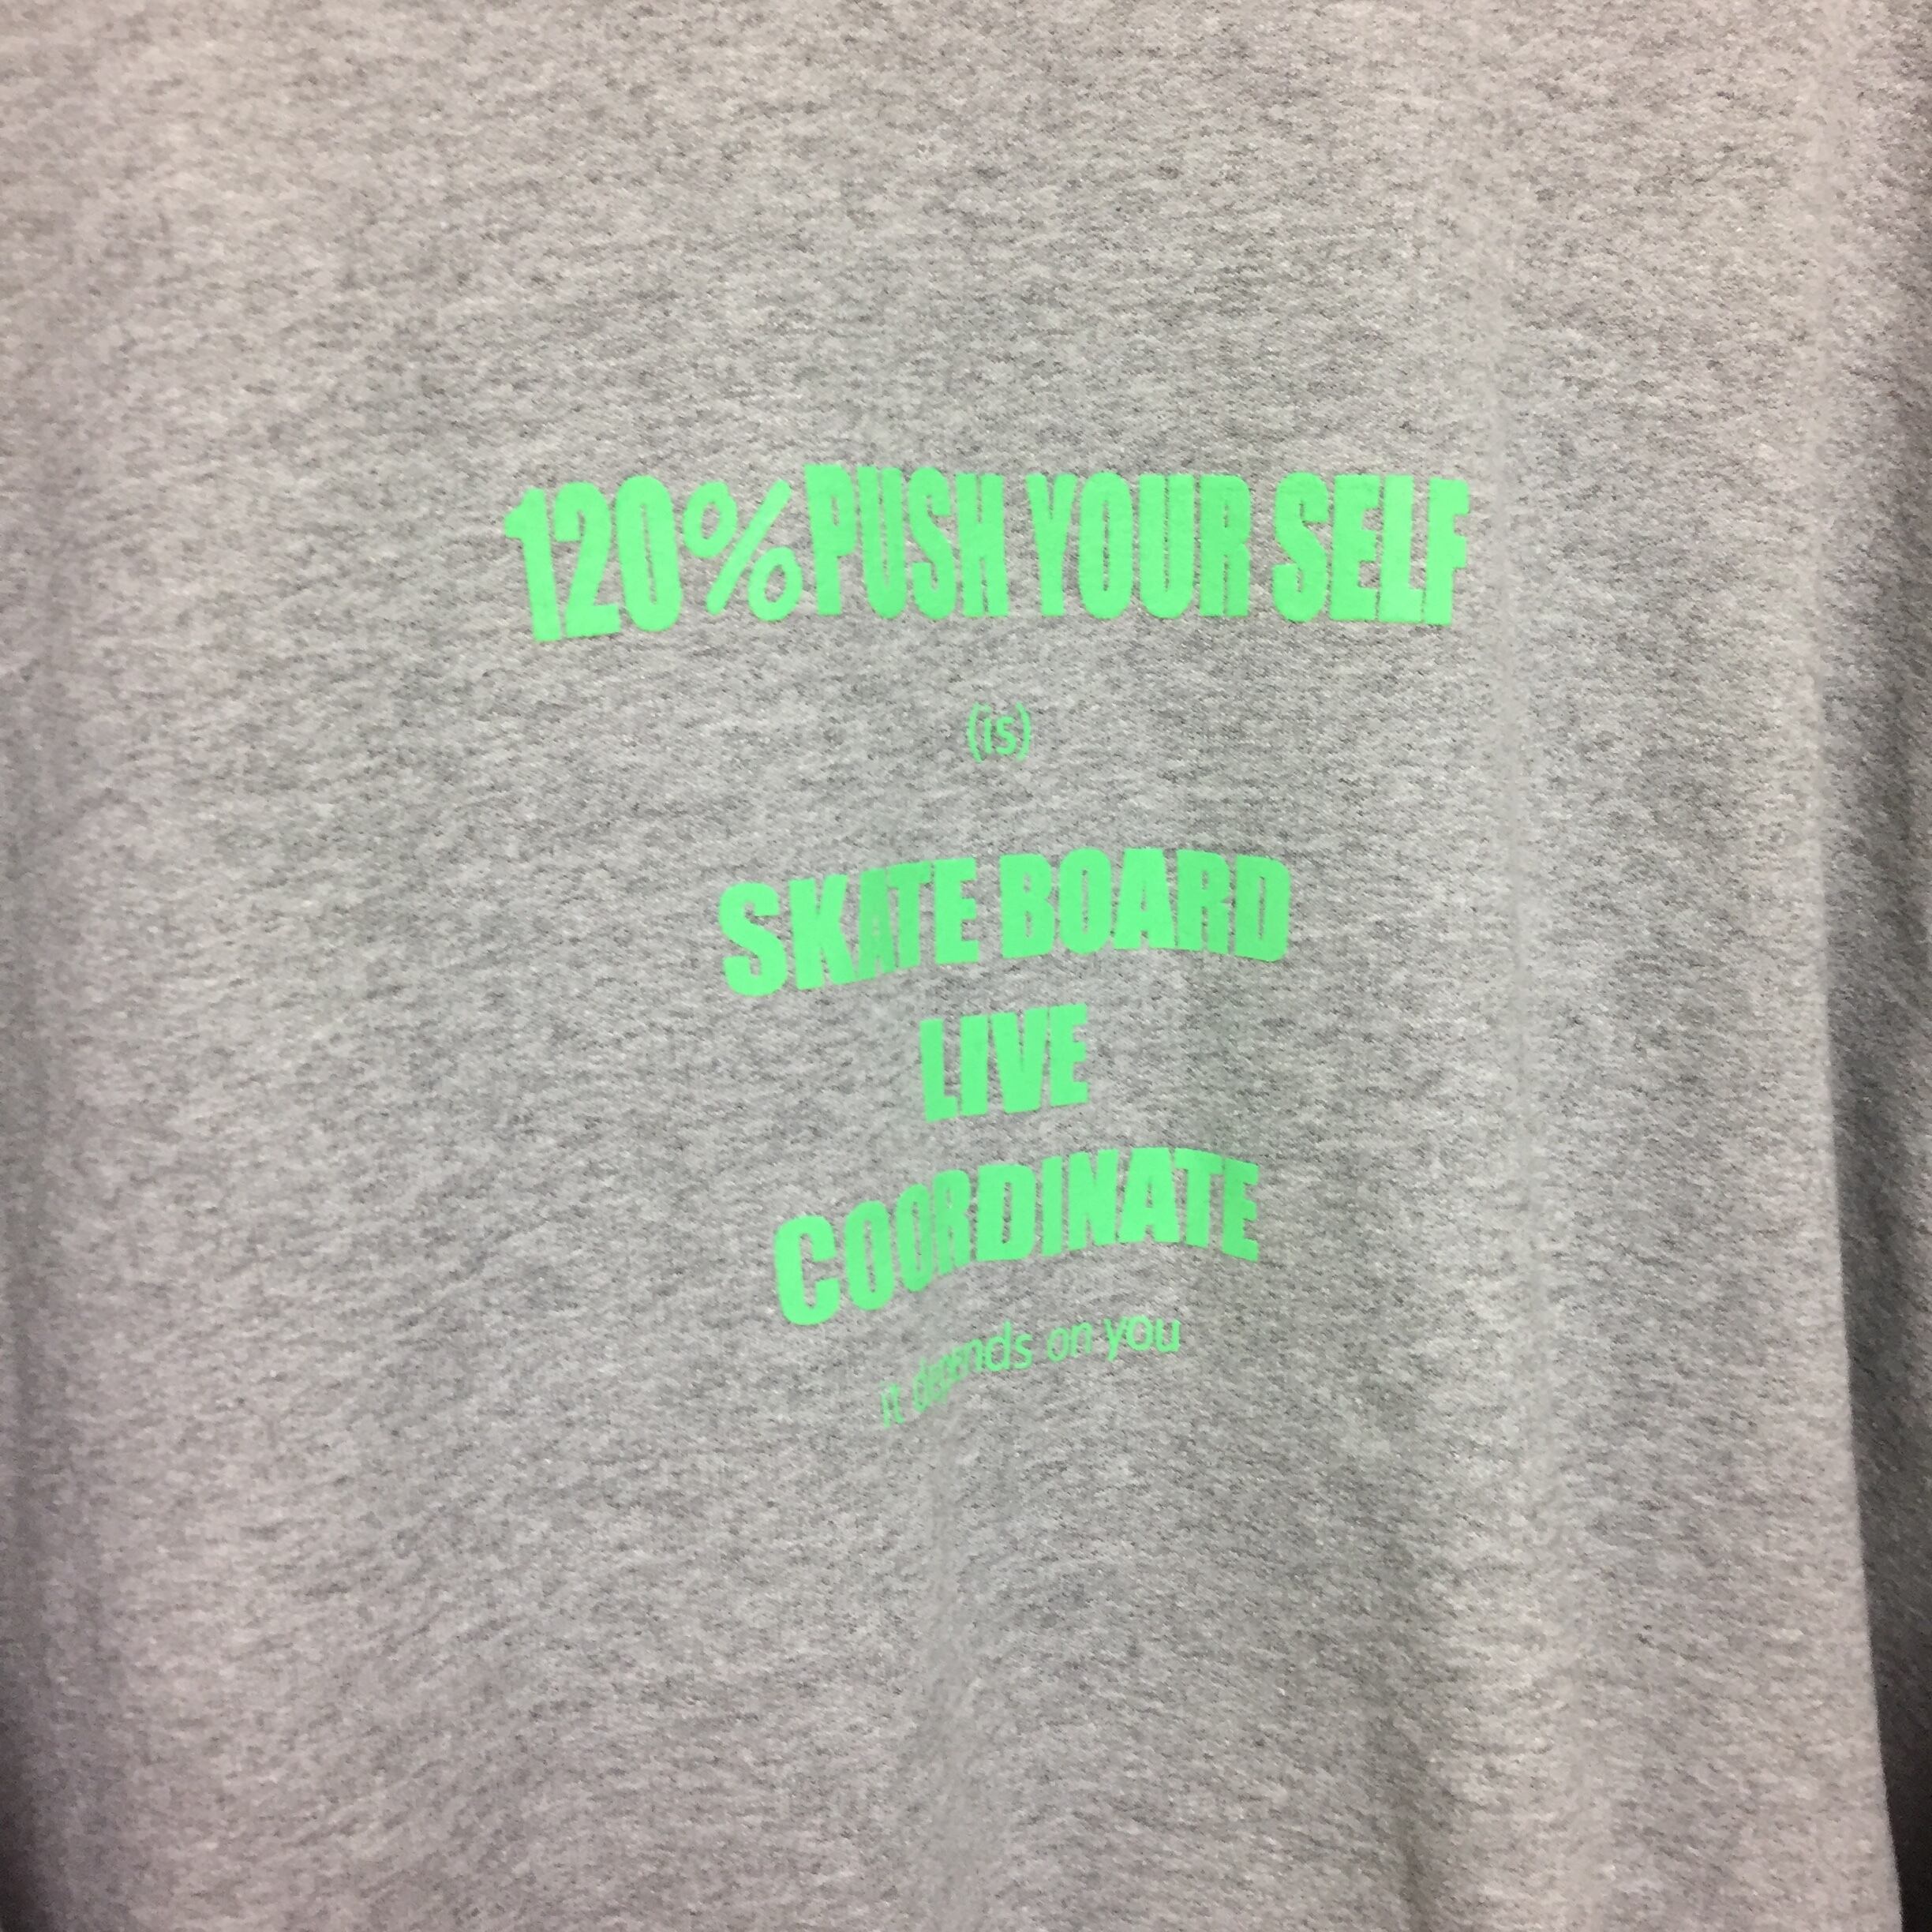 120%PUSH YOUR SELF
(is)
SKATE BOARD
LIVE
COORDINATE
it depends on you